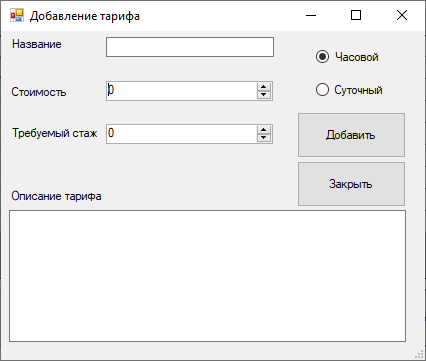 Добавление тарифа
Название
Часовой
Стоимость
0
Суточный
Требуемый стаж
0
Добавить
Закрыть
Описание тарифа